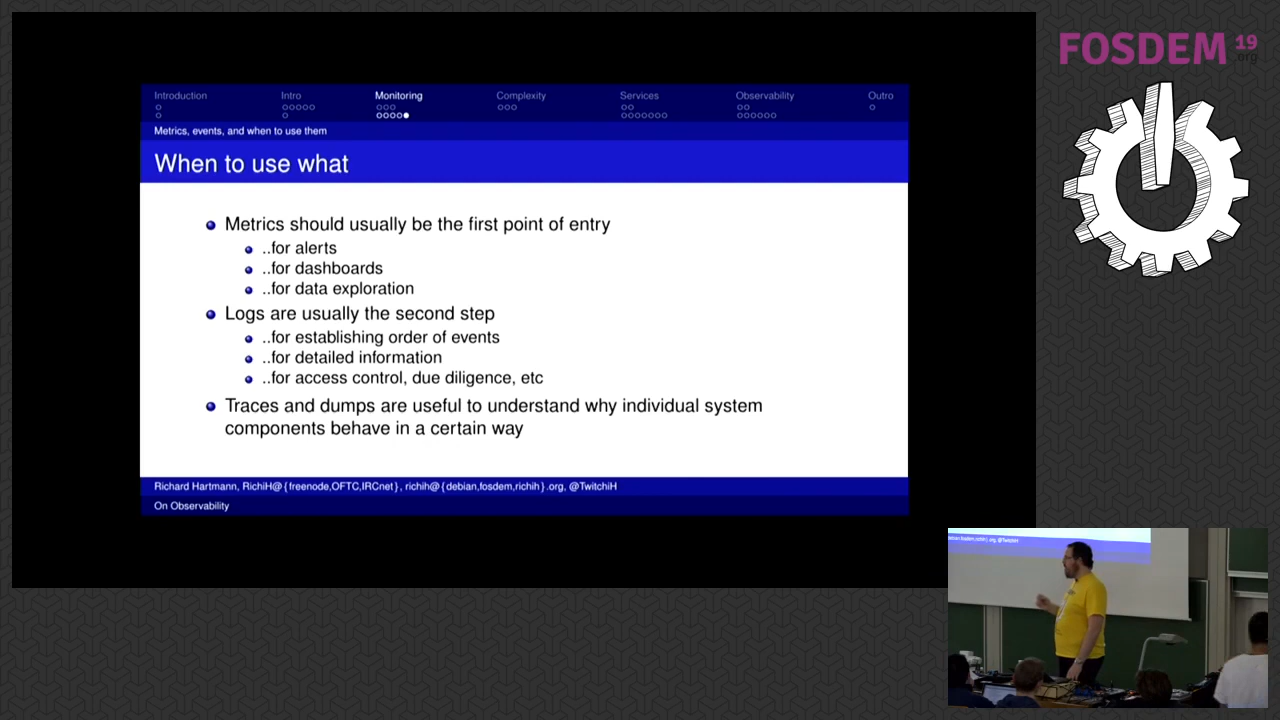 FOSDEM 19
.org
Introduction Intro Monitoring Complexity Services Observability Outro
Metrics, events, and when to use them
When to use what
Metrics should usually be the first point of entry
..for alerts
..for dashboards
..for data exploration
Logs are usually the second step
..for establishing order of events
..for detailed information
..for access control, due diligence, etc
Traces and dumps are useful to understand why individual system
components behave in a certain way
Richard Hartmann, RichiH@{freenode,OFTC,IRCnet}, richih@{debian,fosdem,richih}.org, @TwitchiH
On Observability